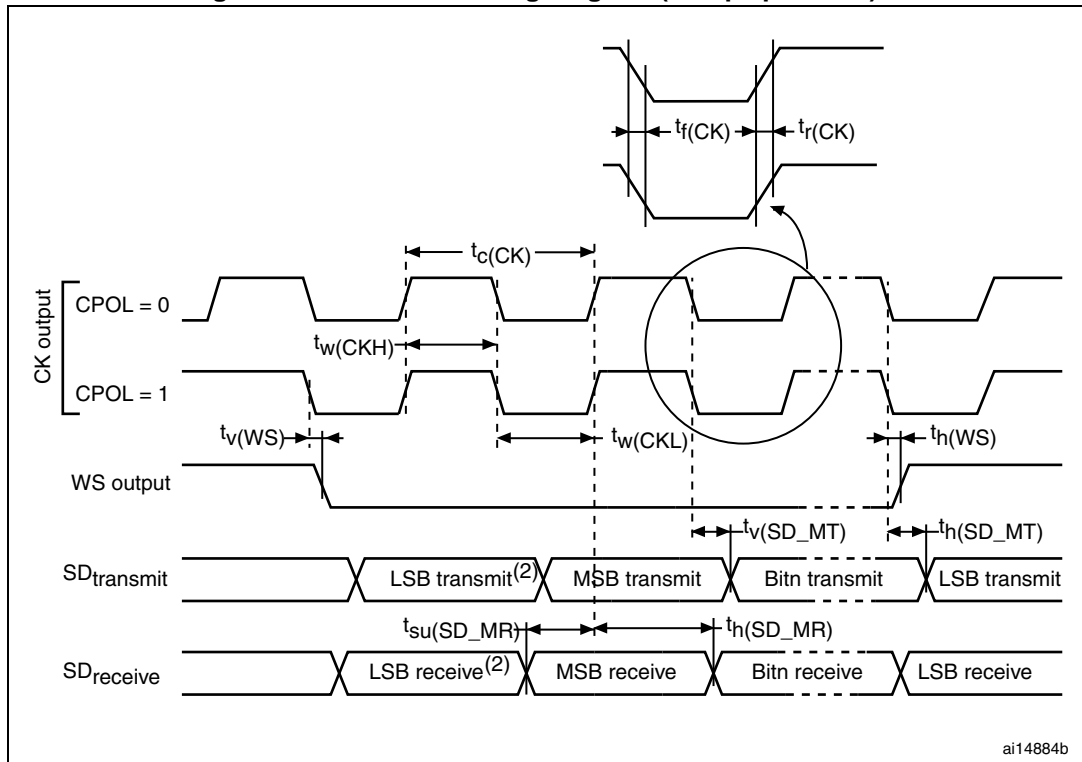 tf(CK)
tr(CK)
tc(CK)
CK output
CPOL = 0
tw(CKH)
CPOL = 1
tv(WS)
tw(CKL)
th(WS)
WS output
tv(SD_MT)
th(SD_MT)
SDtransmit
LSB transmit(2)
MSB transmit
Bitn transmit
LSB transmit
tsu(SD_MR)
th(SD_MR)
SDreceive
LSB receive(2)
MSB receive
Bitn receive
LSB receive
ai14884b